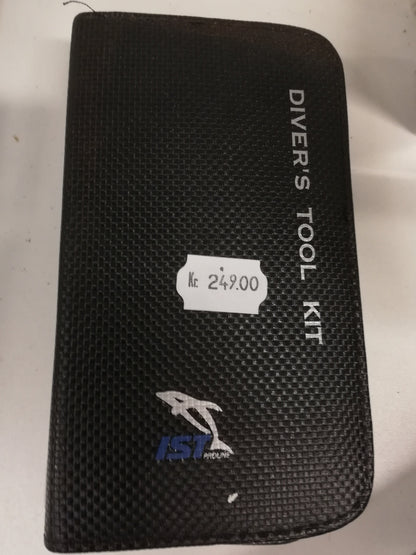 DIVER'S TOOL KIT
Kr. 249.00
IST
PROLINE